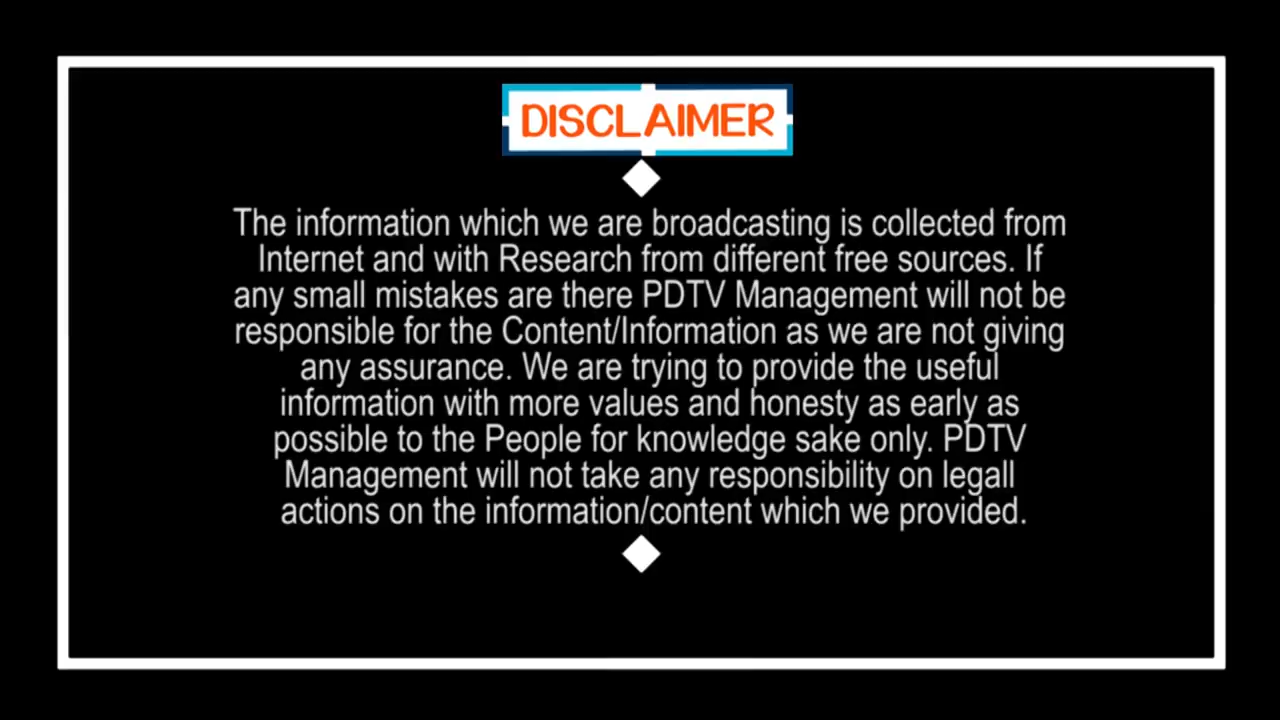 DISCLAIMER
The information which we are broadcasting is collected from
Internet and with Research from different free sources. If
any small mistakes are there PDTV Management will not be
responsible for the Content/Information as we are not giving
any assurance. We are trying to provide the useful
information with more values and honesty as early as
possible to the People for knowledge sake only. PDTV
Management will not take any responsibility on legall
actions on the information/content which we provided.